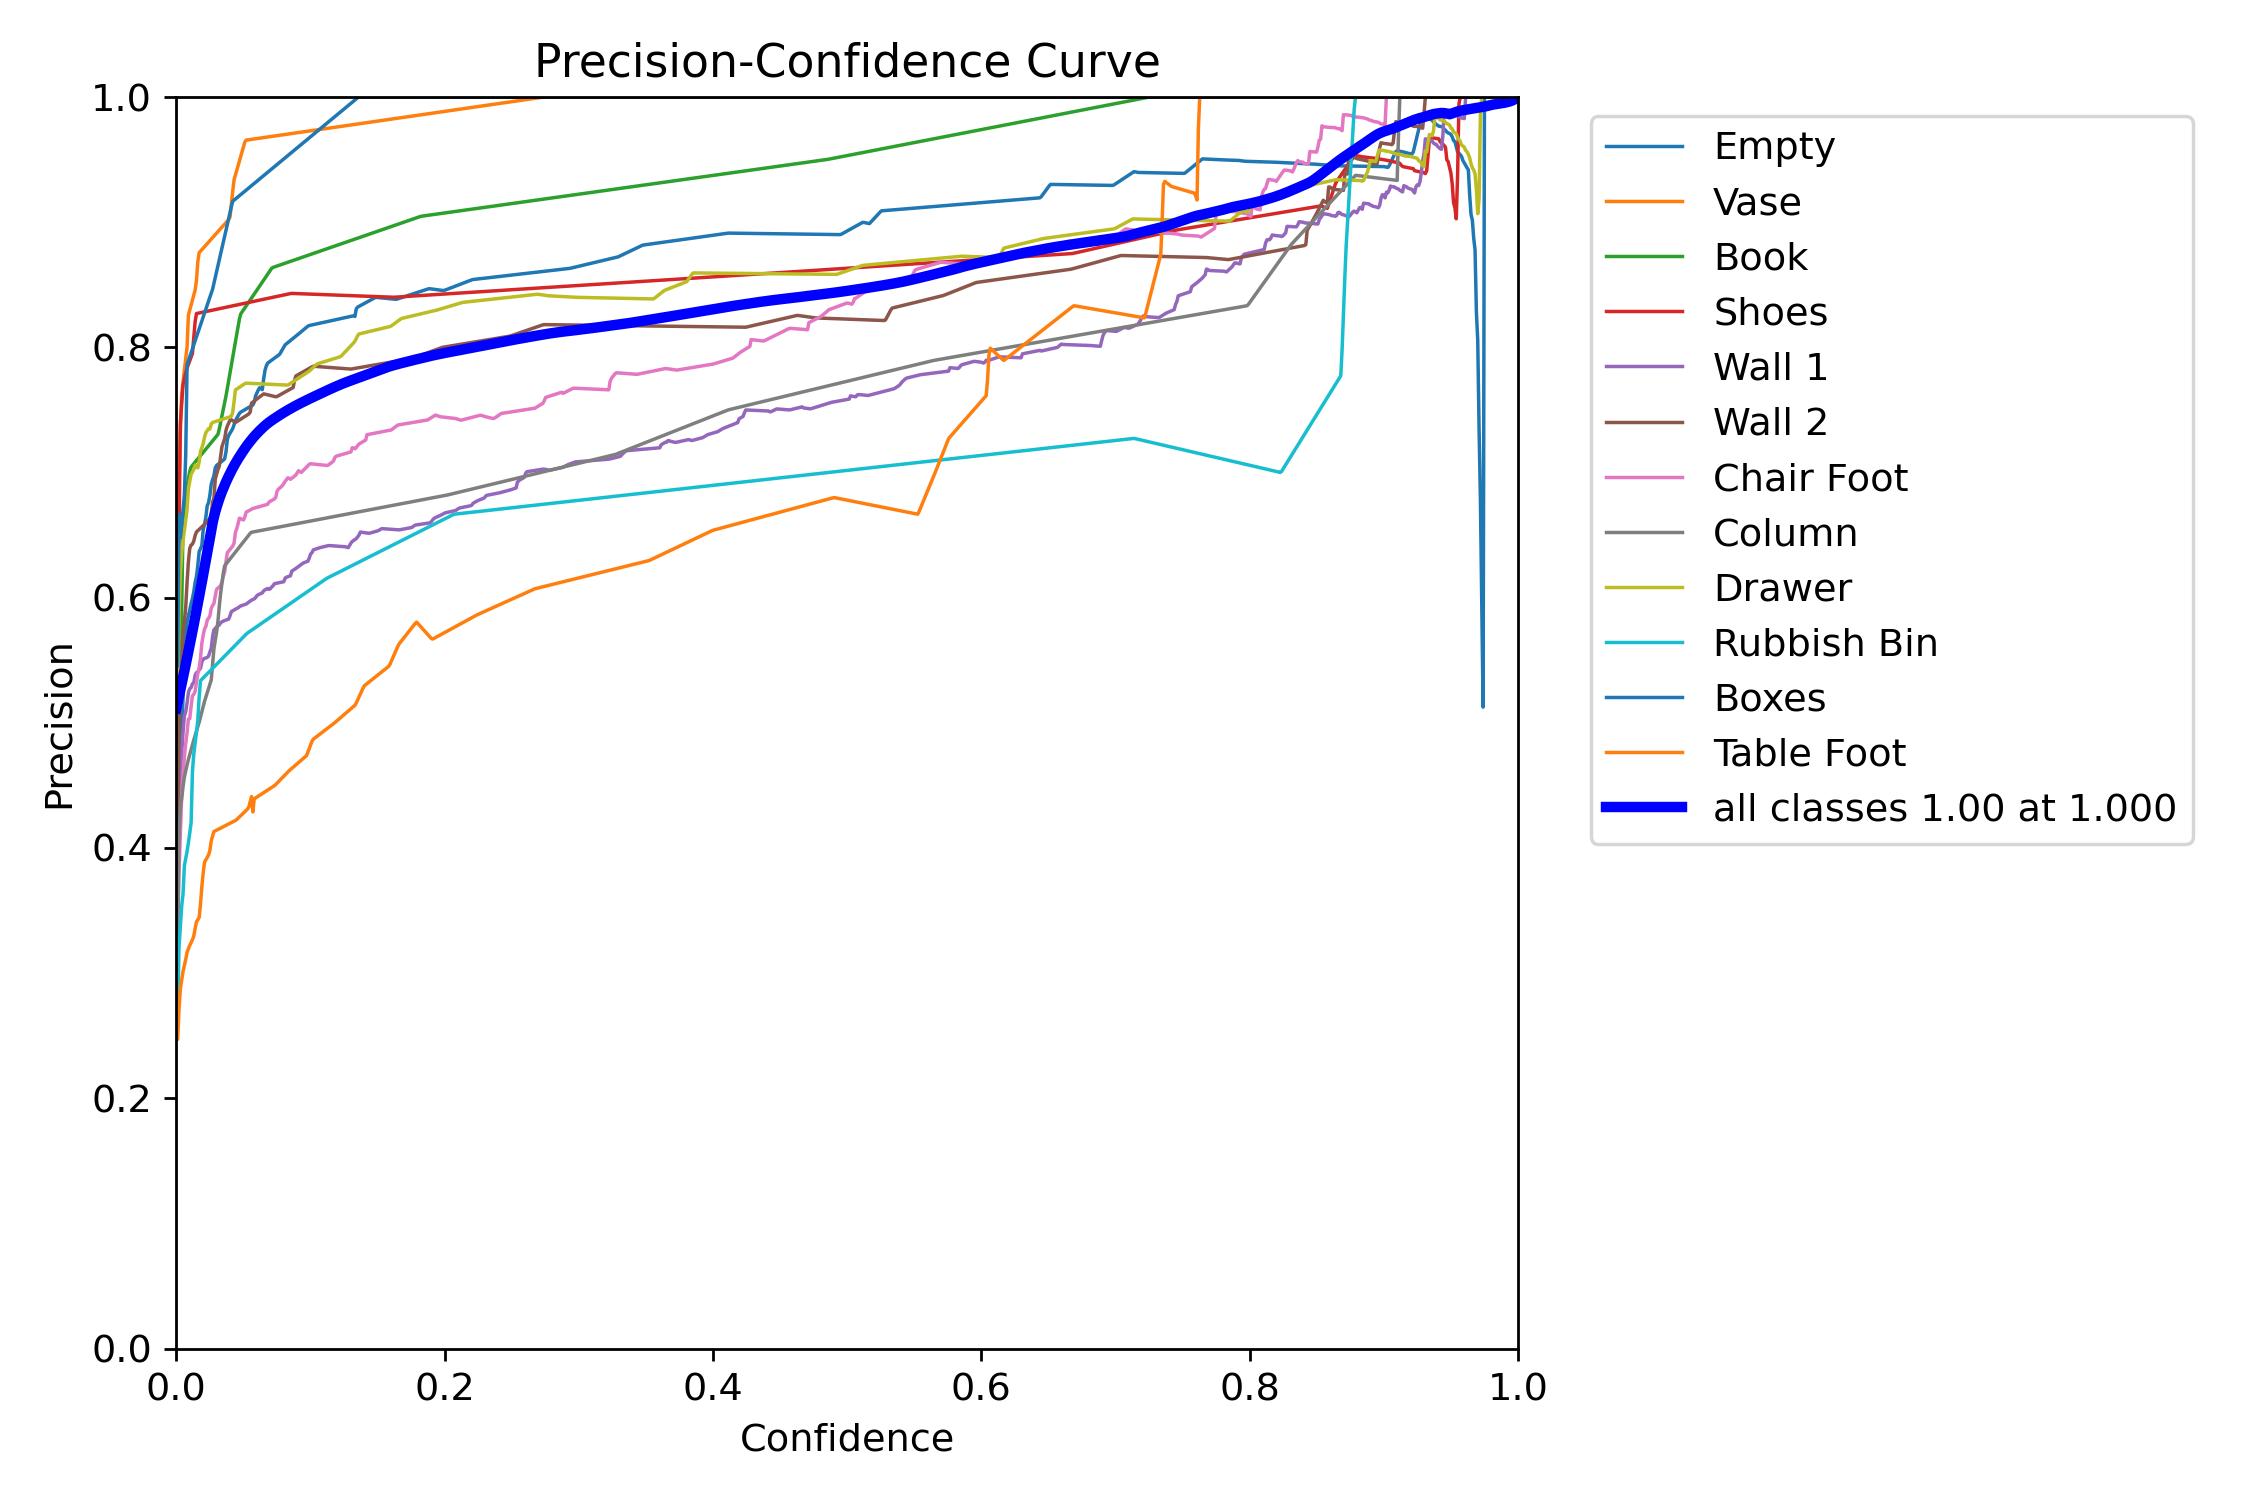 Precision-Confidence Curve
1.0
0.8
0.6
0.4
0.2
0.0
Precision
0.0 0.2 0.4 0.6 0.8 1.0
Confidence
Empty
Vase
Book
Shoes
Wall 1
Wall 2
Chair Foot
Column
Drawer
Rubbish Bin
Boxes
Table Foot
all classes 1.00 at 1.000